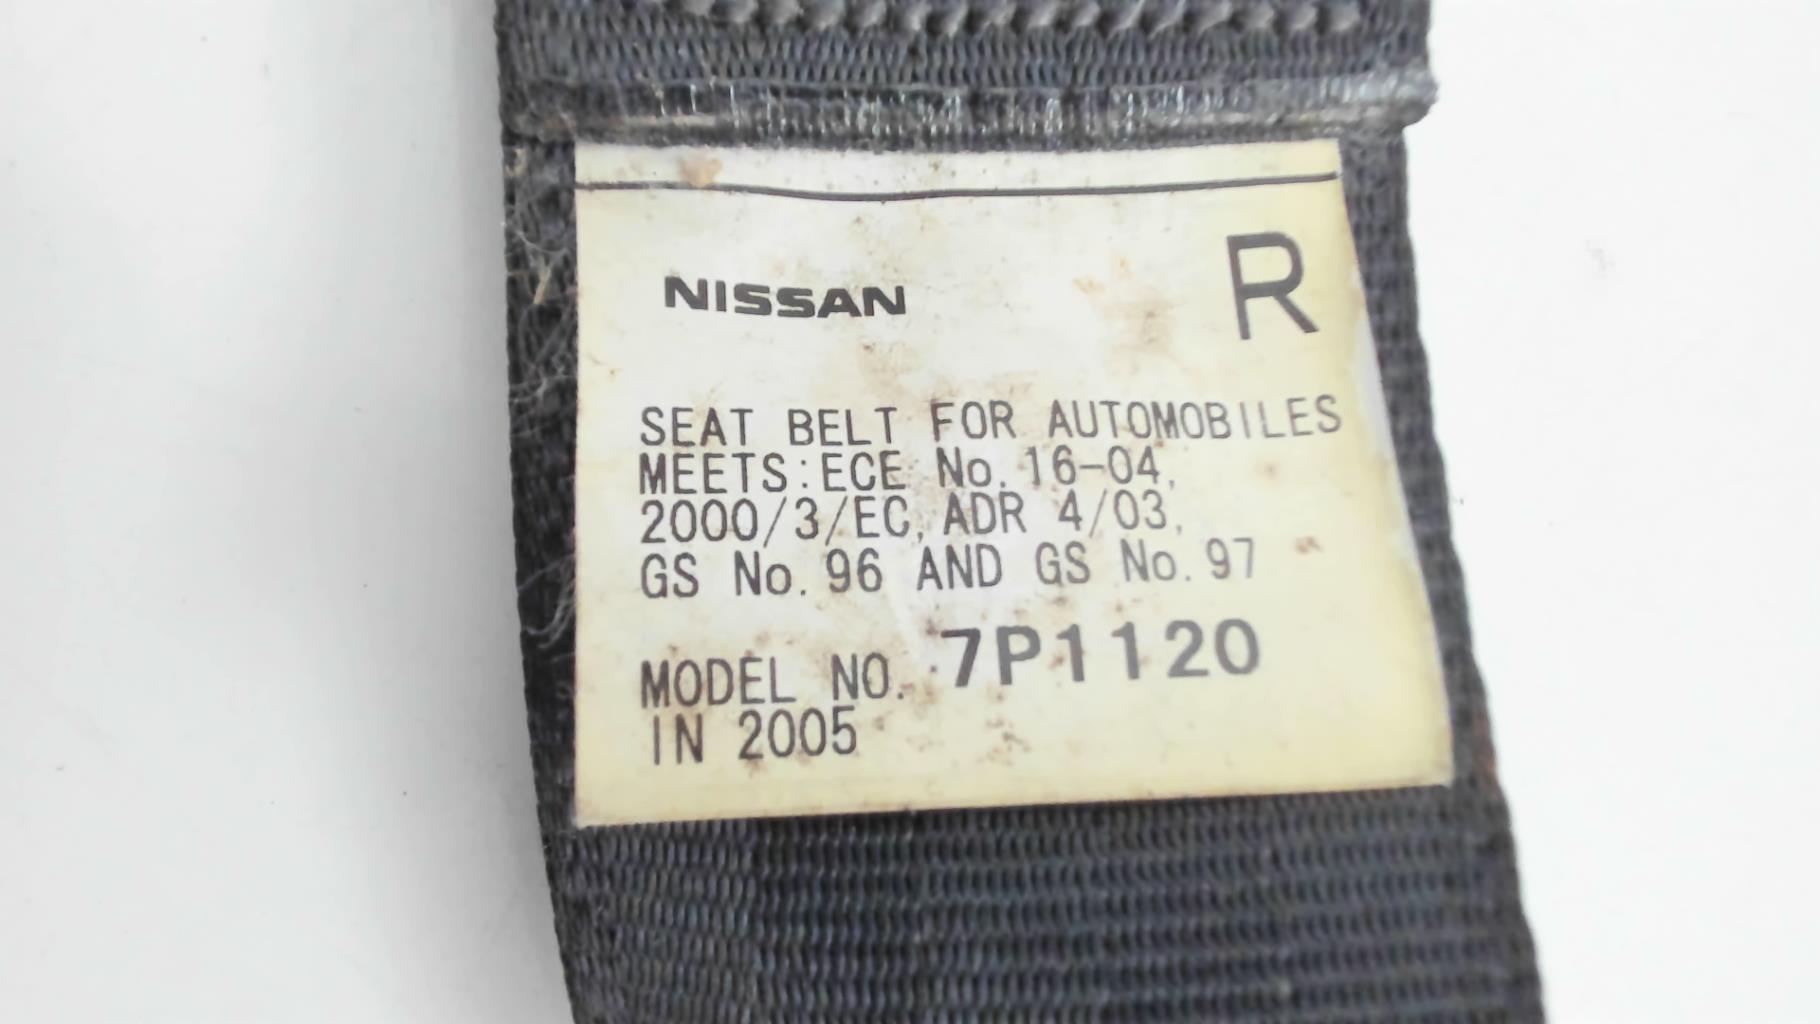 NISSAN
R
SEAT BELT FOR AUTOMOBILES
MEETS:ECE No. 16-04,
2000/3/EC, ADR 4/03,
GS No. 96 AND GS No. 97
MODEL NO. 7P1120
IN 2005